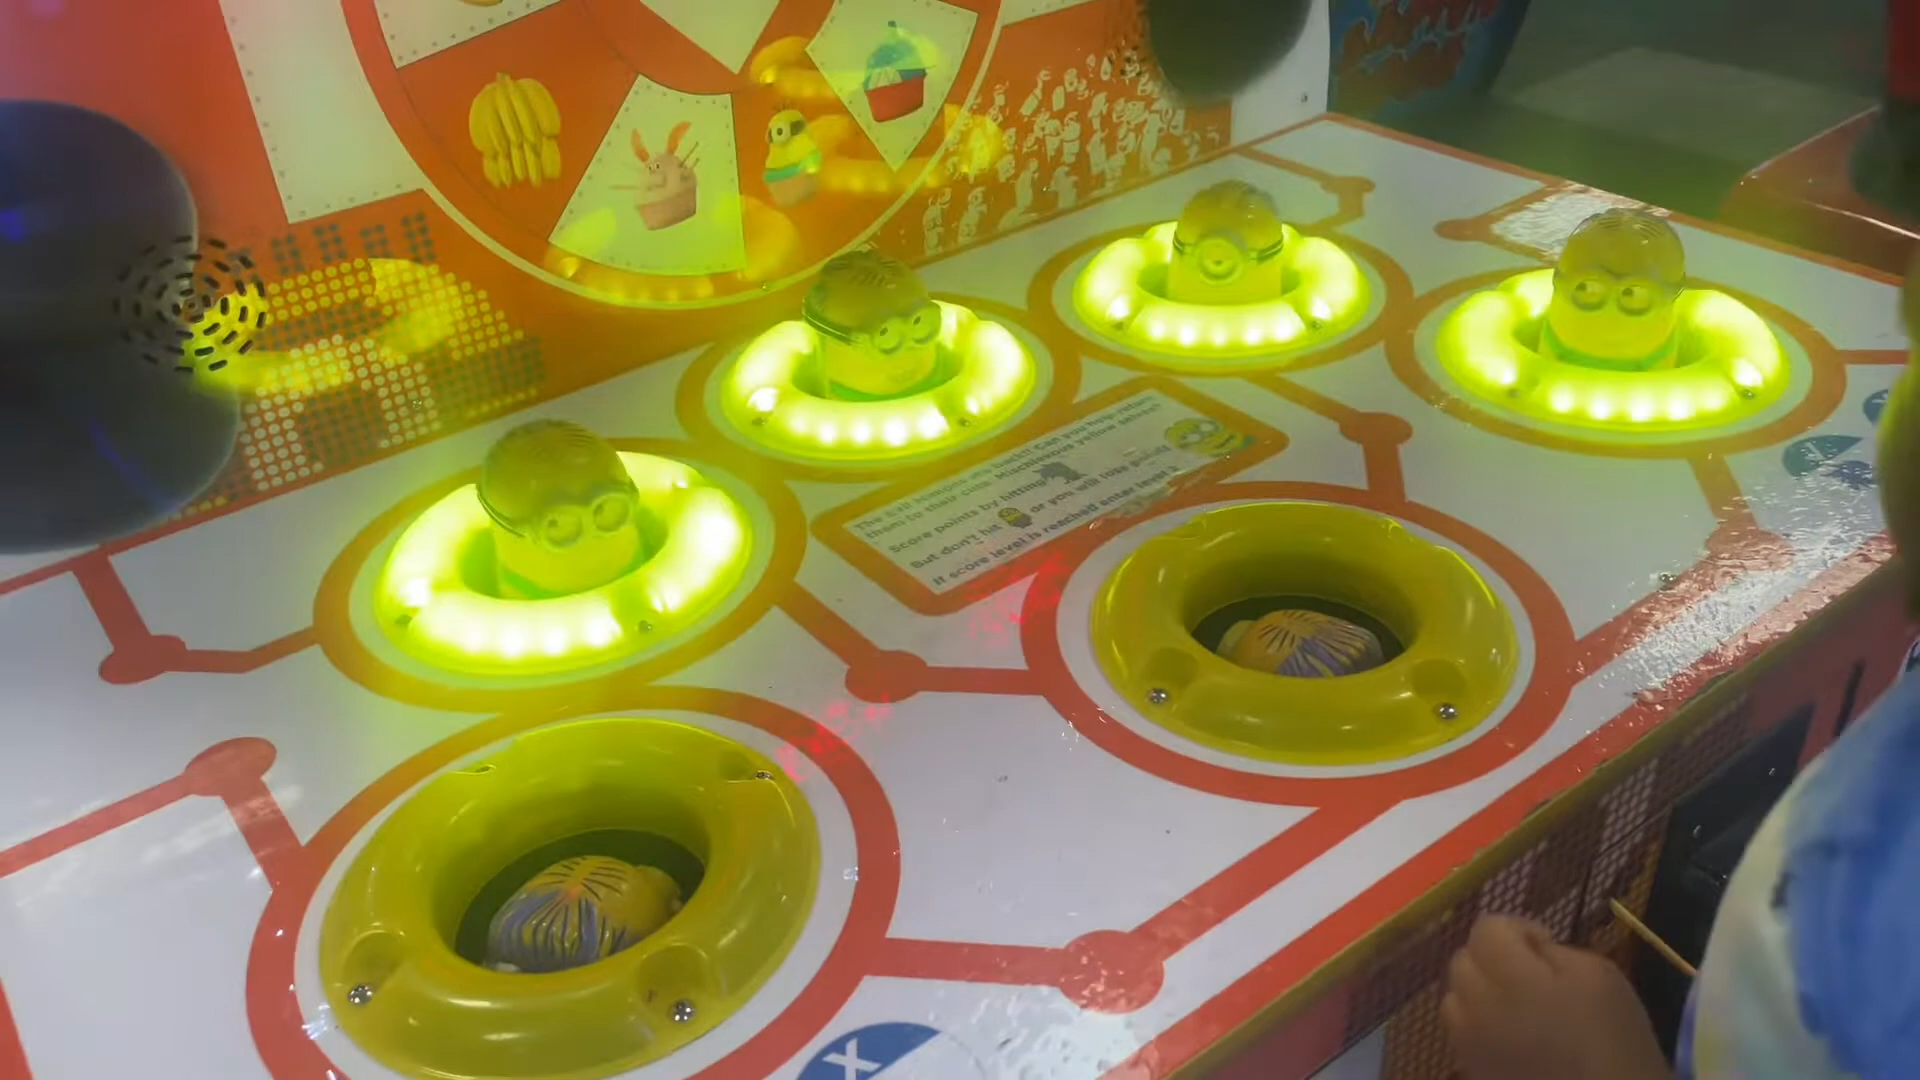 The Evil minions are back!! Can you help return
them to their cute Mischievous yellow selves?
Score points by hitting
But don't hit or you will lose points
If score level is reached enter level 2
X